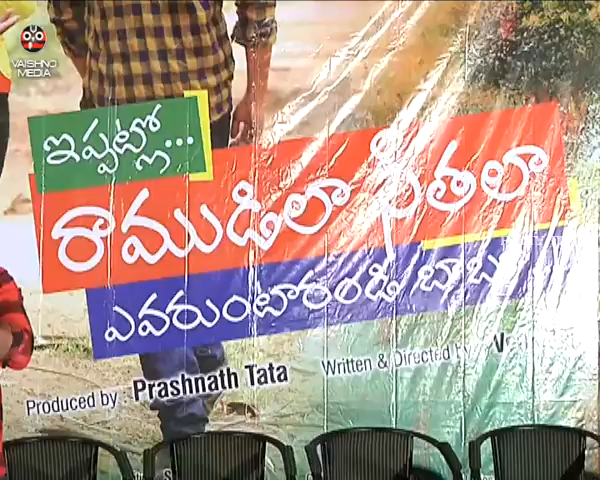 VAISHNO
MEDIA
ఇప్పట్లో...
రాముడిలా సీతలా
ఎవరుంటారండి బాబు
Produced by : Prashnath Tata
Written & Directed by